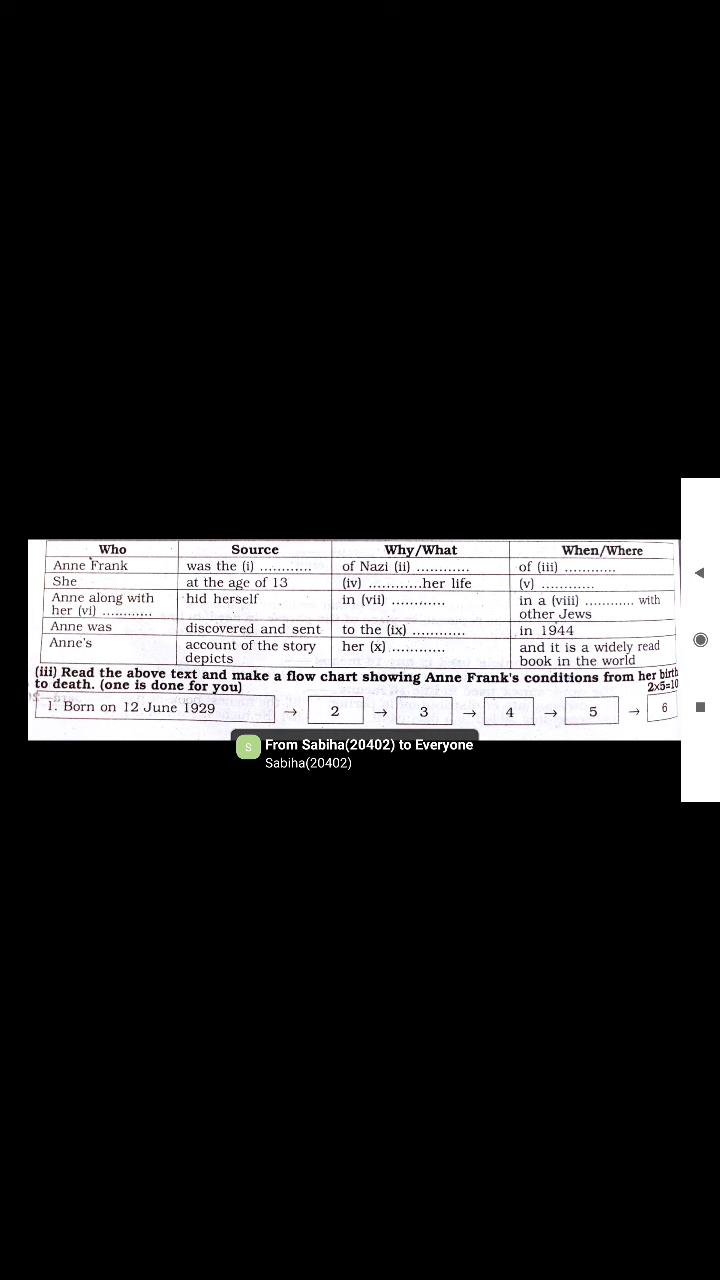 Who Source Why/What When/Where
Anne Frank was the (i) ............ of Nazi (ii) ............ of (iii) ............
She at the age of 13 (iv) ............her life (v) ............
Anne along with her (vi) ............ hid herself in (vii) ............ in a (viii) ............ with other Jews
Anne was discovered and sent to the (ix) ............ in 1944
Anne's account of the story depicts her (x) ............ and it is a widely read book in the world
(iii) Read the above text and make a flow chart showing Anne Frank's conditions from her birth
to death. (one is done for you) 2×5=10
1. Born on 12 June 1929 → 2 → 3 → 4 → 5 → 6
S From Sabiha(20402) to Everyone
Sabiha(20402)